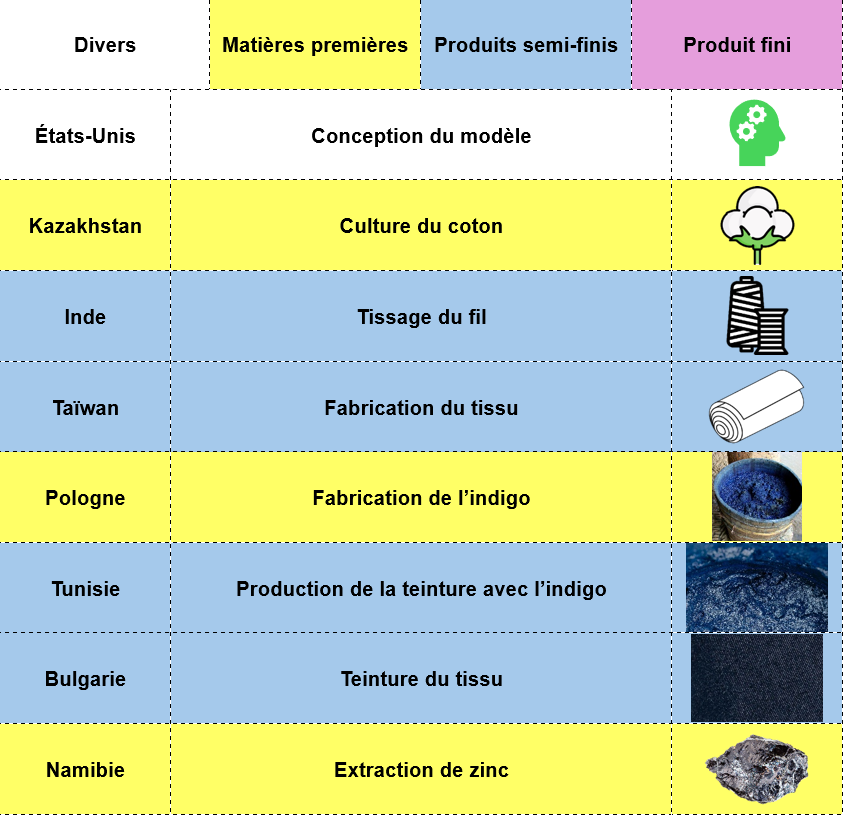 Divers Matières premières Produits semi-finis Produit fini
États-Unis Conception du modèle
Kazakhstan Culture du coton
Inde Tissage du fil
Taïwan Fabrication du tissu
Pologne Fabrication de l’indigo
Tunisie Production de la teinture avec l’indigo
Bulgarie Teinture du tissu
Namibie Extraction de zinc